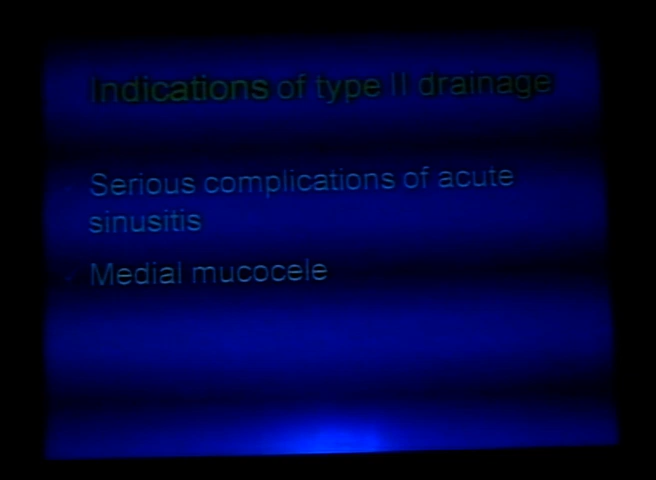 Indications of type II drainage
Serious complications of acute
sinusitis
Medial mucocele